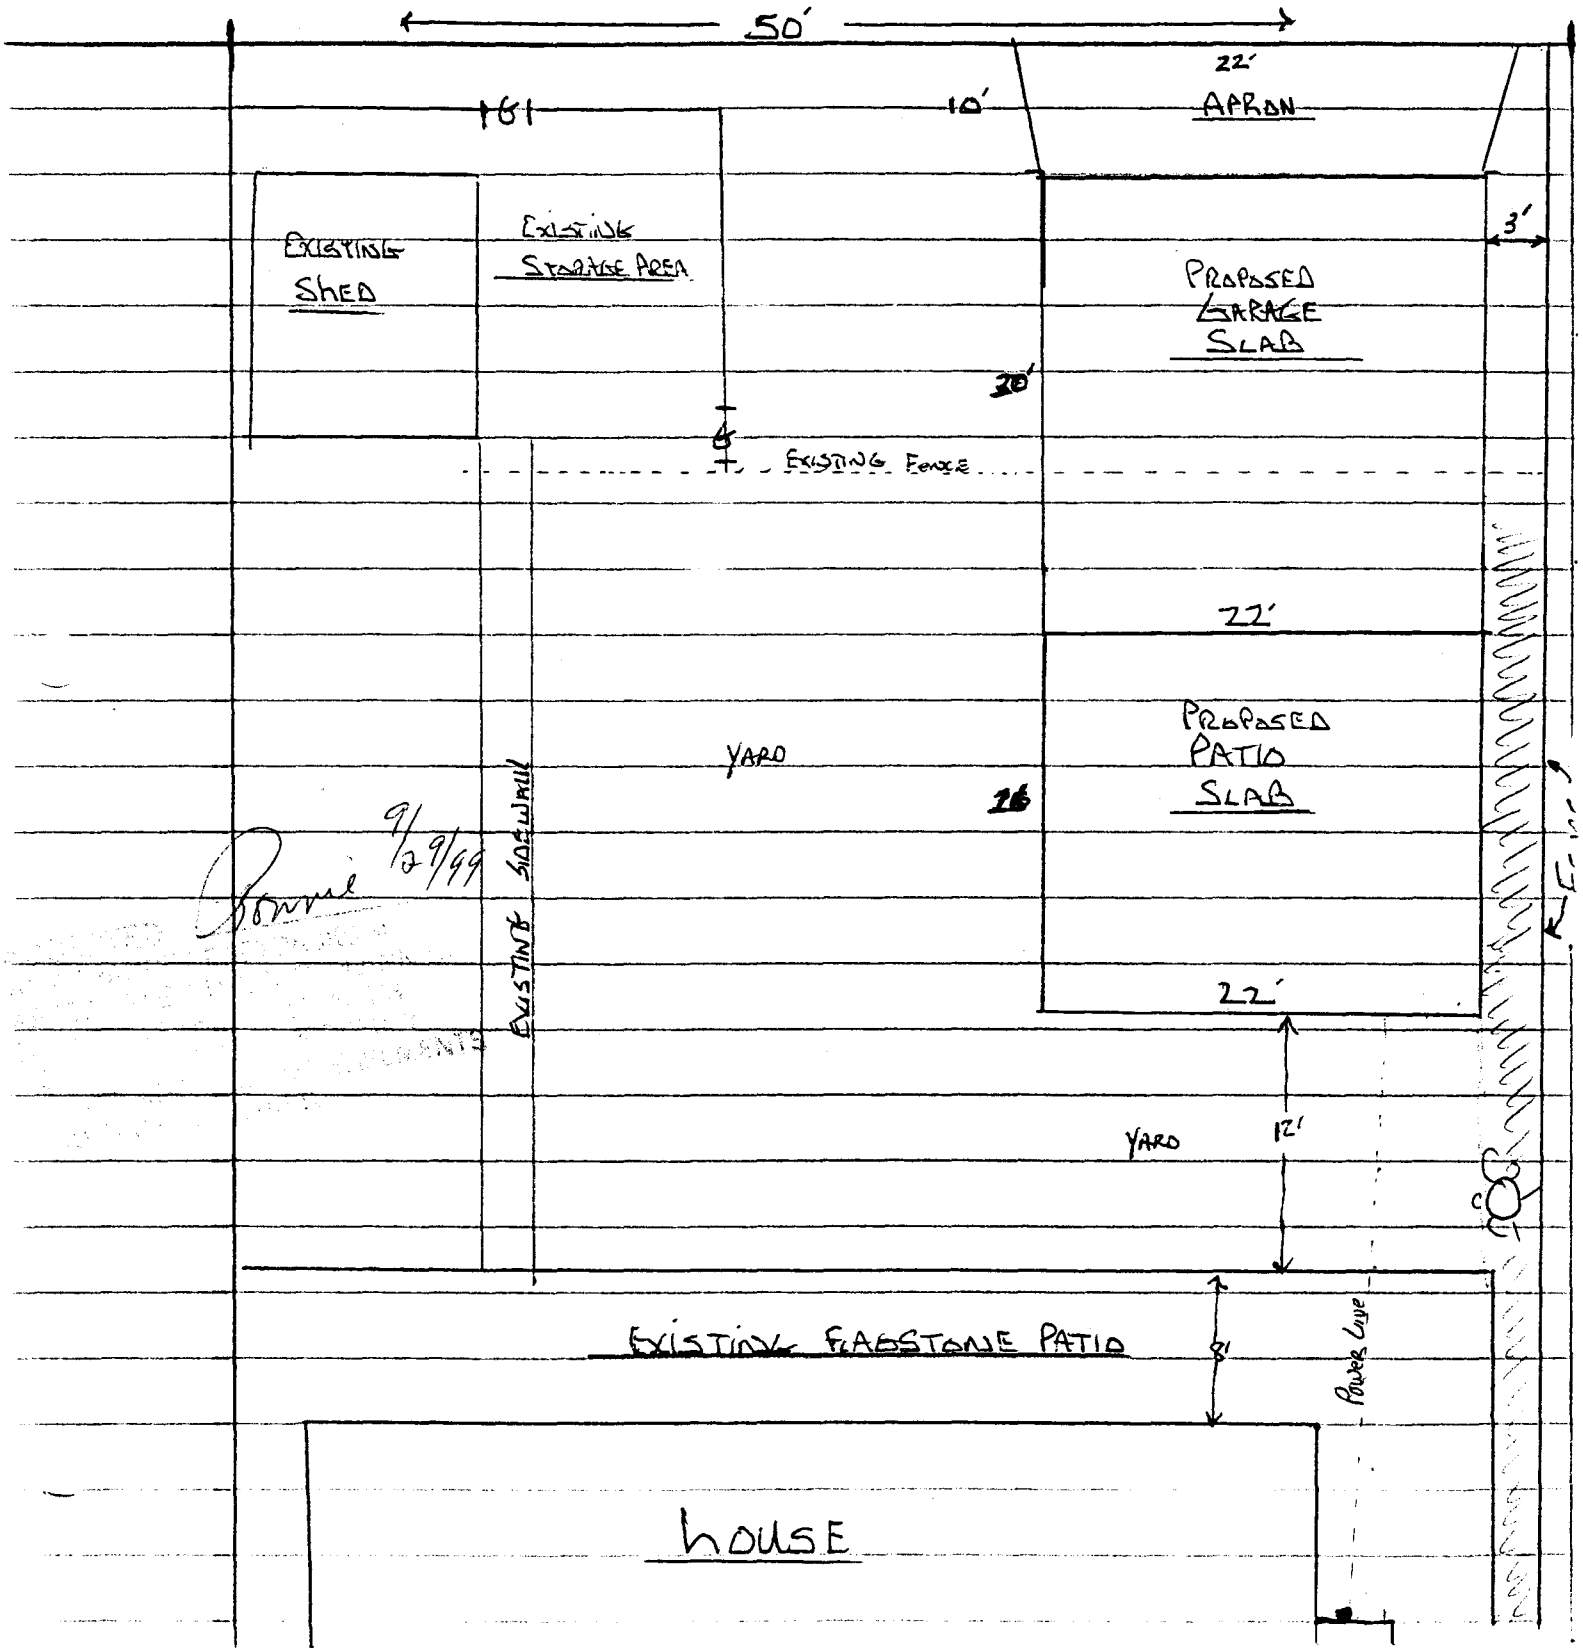 50'
22'
APRON
G
10'
3'
EXISTING
SHED
EXISTING
STORAGE AREA
PROPOSED
GARAGE
SLAB
G
EXISTING FENCE
22'
PROPOSED
PATIO
SLAB
YARD
EXISTING SIDEWALK
9/29/99
Bonnie
22'
12'
YARD
8'
EXISTING FLAGSTONE PATIO
Power Line
hOUSE